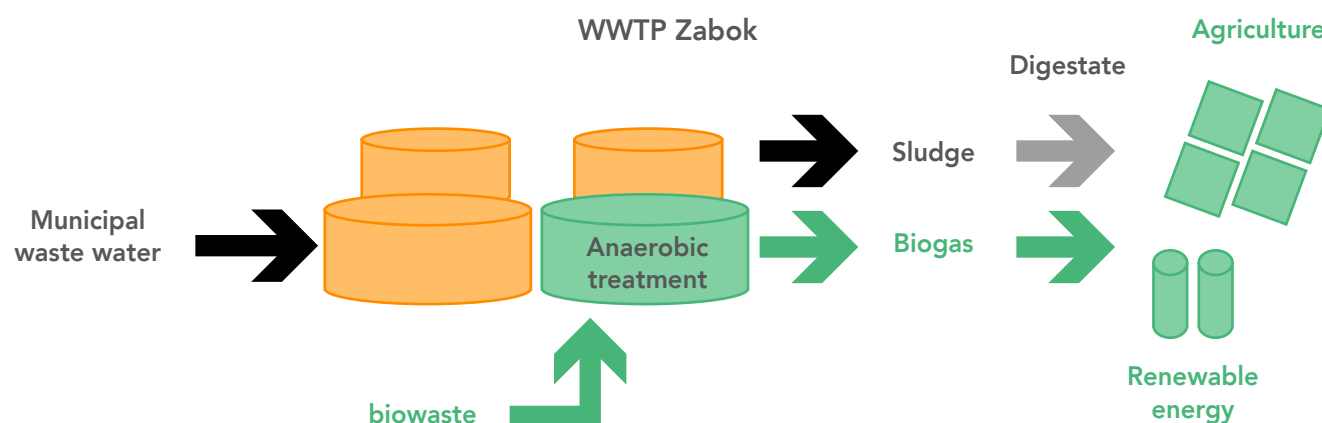 WWTP Zabok
Agriculture
Digestate
Sludge
Municipal
waste water
Anaerobic
treatment
Biogas
Renewable
energy
biowaste